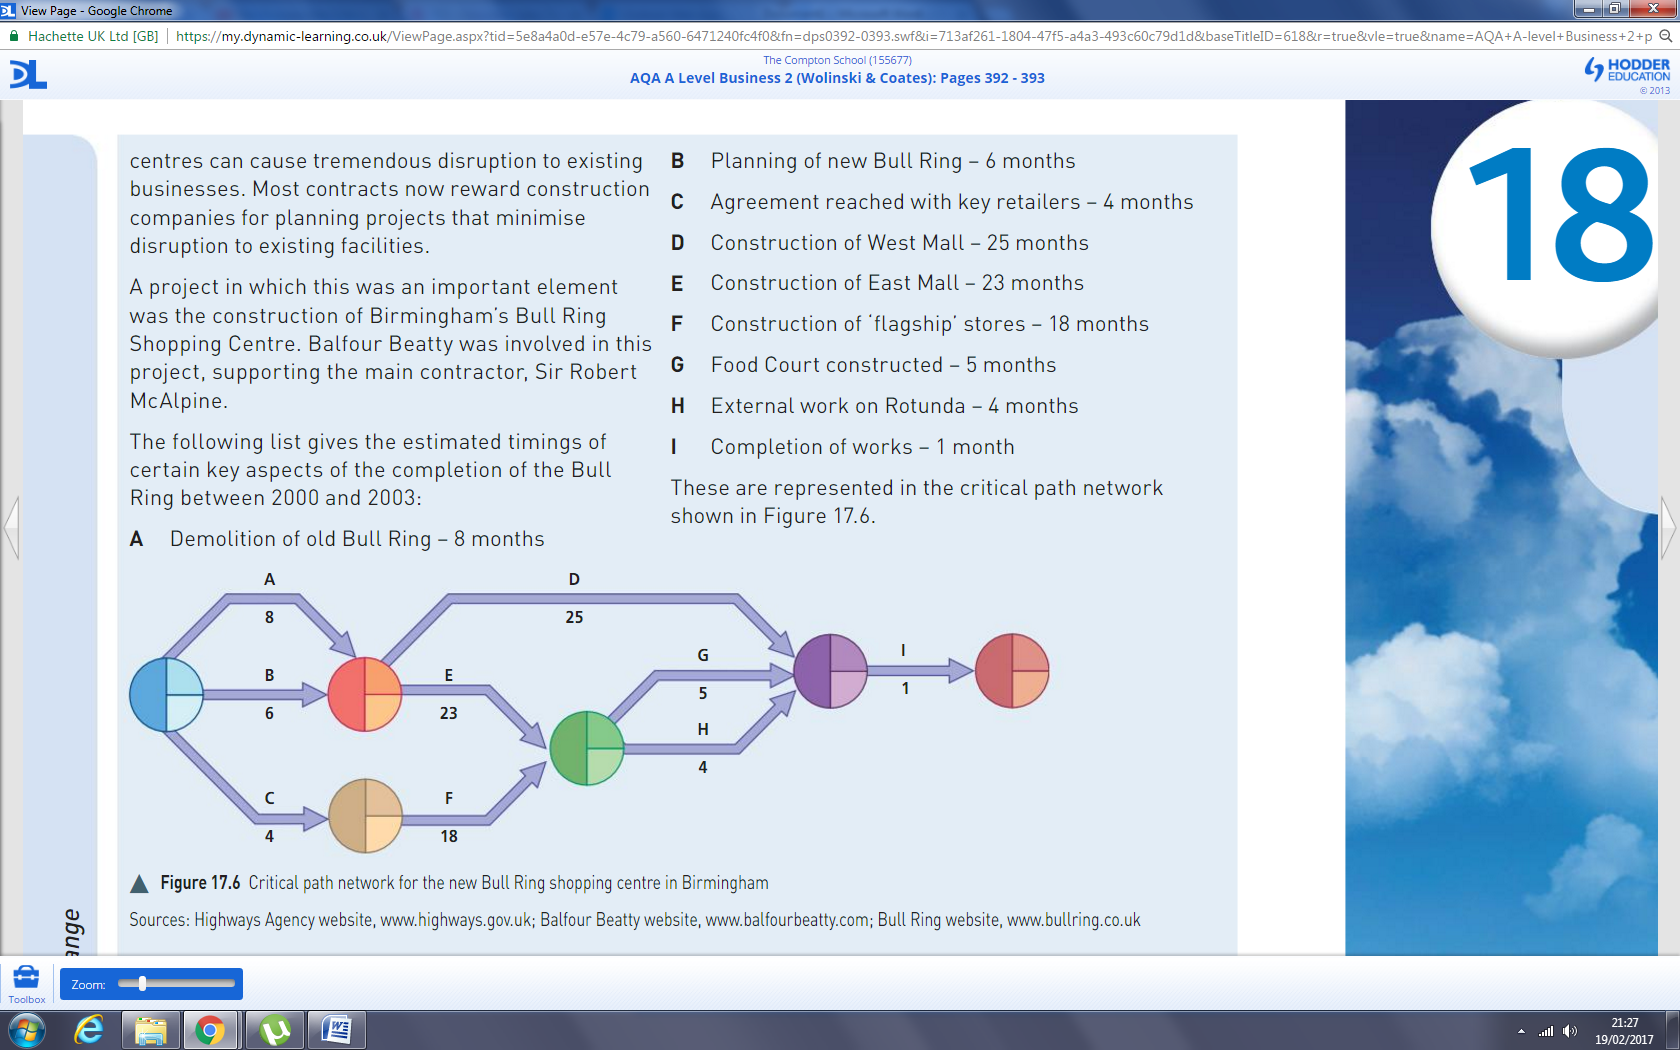 View Page - Google Chrome
Hachette UK Ltd [GB] | https://my.dynamic-learning.co.uk/ViewPage.aspx?tid=5e8a4a0d-e57e-4c79-a560-6471240fc4f0&fn=dps0392-0393.swf&i=713af261-1804-47f5-a4a3-493c60c79d1d&baseTitleID=618&r=true&vle=true&name=AQA+A-level+Business+2+p
The Compton School (155677)
AQA A Level Business 2 (Wolinski & Coates): Pages 392 - 393
DL
HODDER
EDUCATION
© 2013
centres can cause tremendous disruption to existing
businesses. Most contracts now reward construction
companies for planning projects that minimise
disruption to existing facilities.
A project in which this was an important element
was the construction of Birmingham's Bull Ring
Shopping Centre. Balfour Beatty was involved in this
project, supporting the main contractor, Sir Robert
McAlpine.
The following list gives the estimated timings of
certain key aspects of the completion of the Bull
Ring between 2000 and 2003:
A Demolition of old Bull Ring – 8 months
B Planning of new Bull Ring – 6 months
C Agreement reached with key retailers – 4 months
D Construction of West Mall – 25 months
E Construction of East Mall – 23 months
F Construction of 'flagship' stores – 18 months
G Food Court constructed – 5 months
H External work on Rotunda – 4 months
I Completion of works – 1 month
These are represented in the critical path network
shown in Figure 17.6.
18
A
8
D
25
B
6
E
23
G
5
I
1
H
4
C
4
F
18
Figure 17.6 Critical path network for the new Bull Ring shopping centre in Birmingham
Sources: Highways Agency website, www.highways.gov.uk; Balfour Beatty website, www.balfourbeatty.com; Bull Ring website, www.bullring.co.uk
ange
Toolbox
Zoom:
21:27
19/02/2017